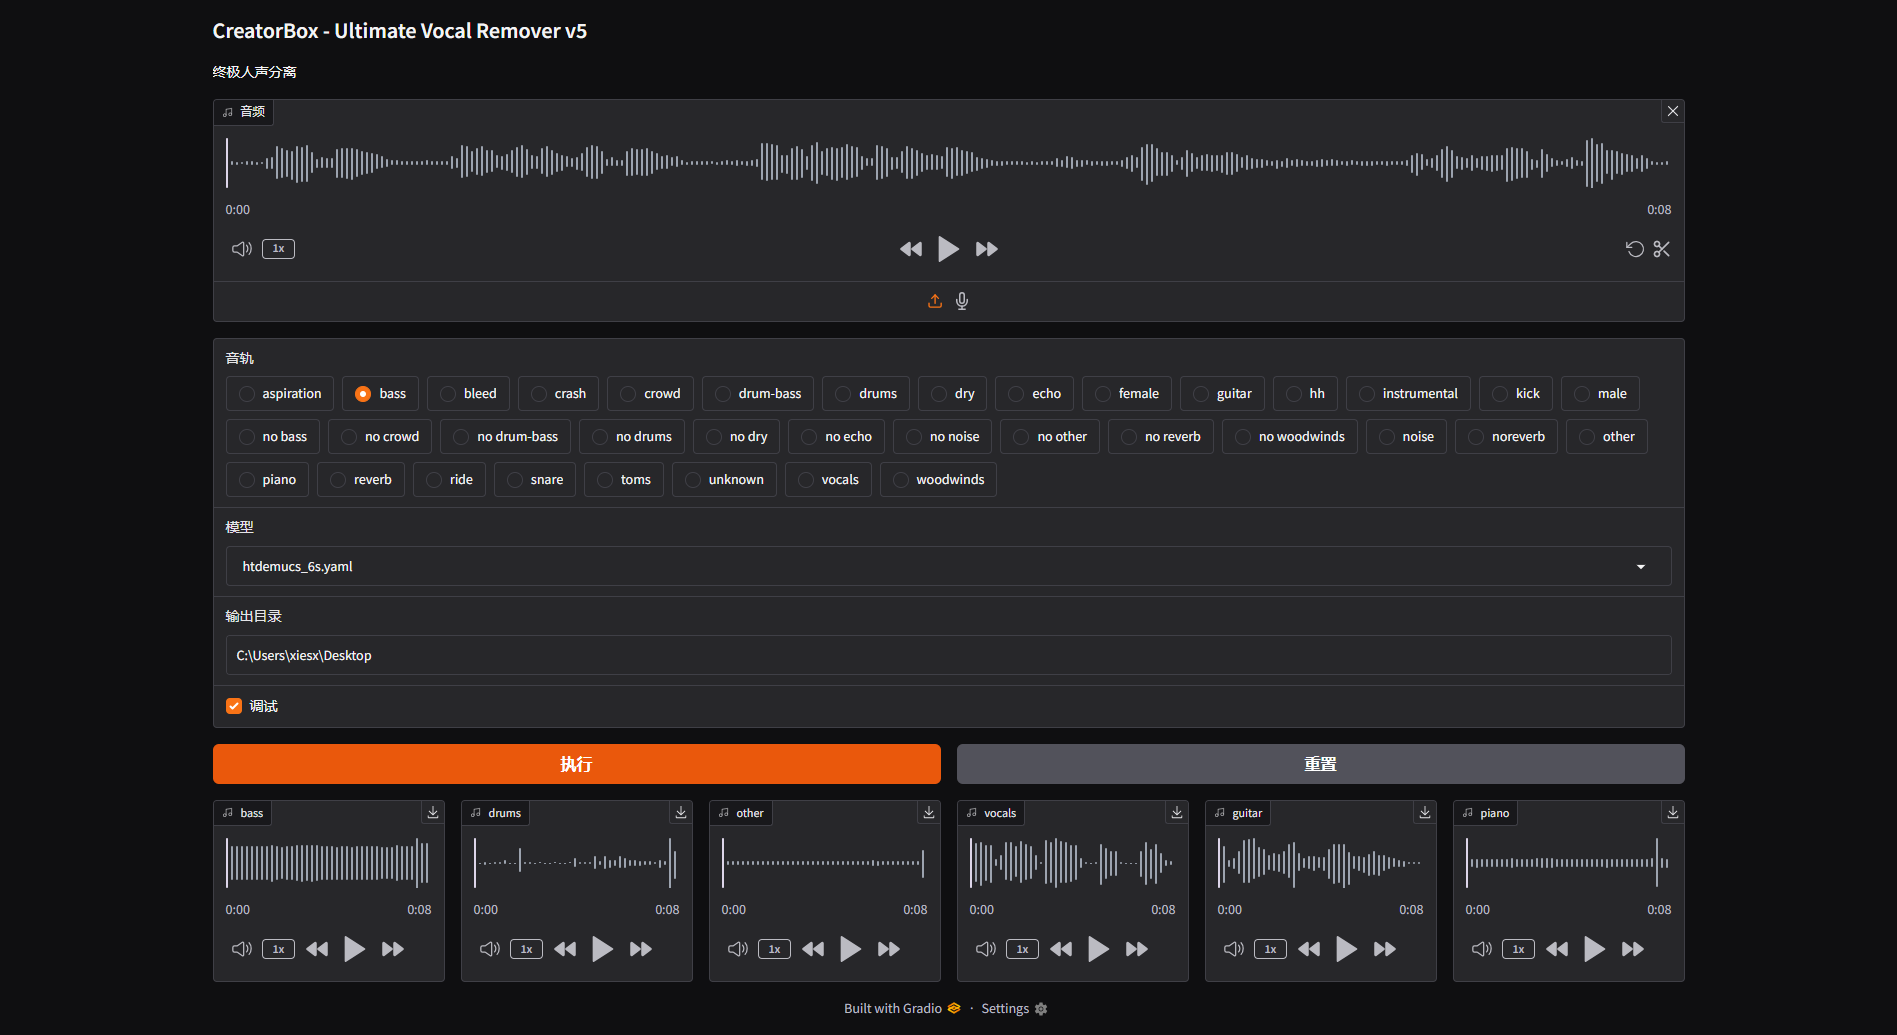 CreatorBox - Ultimate Vocal Remover v5
终极人声分离
音频
0:00 0:08
1x
音轨
aspiration bass bleed crash crowd drum-bass drums dry echo female guitar hh instrumental kick male
no bass no crowd no drum-bass no drums no dry no echo no noise no other no reverb no woodwinds noise noreverb other
piano reverb ride snare toms unknown vocals woodwinds
模型
htdemucs_6s.yaml
输出目录
C:\Users\xiesx\Desktop
调试
执行 重置
bass drums other vocals guitar piano
0:00 0:08 0:00 0:08 0:00 0:08 0:00 0:08 0:00 0:08 0:00 0:08
1x 1x 1x 1x 1x 1x
Built with Gradio · Settings